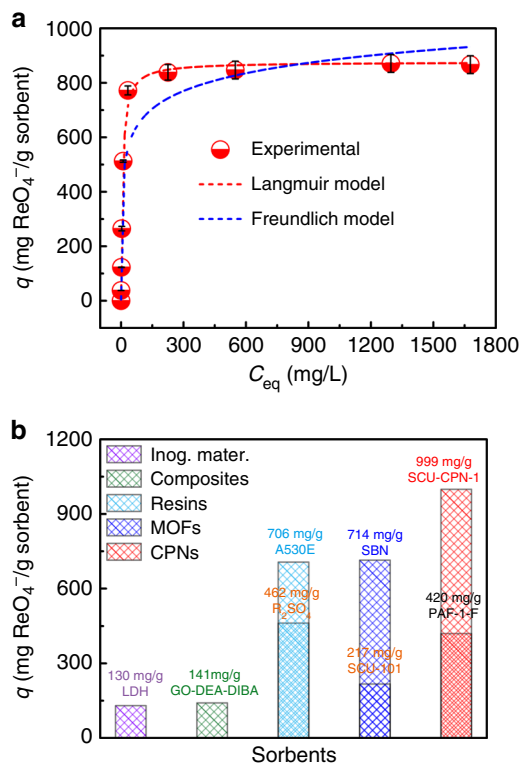 a
1000
800
600
400
200
0
q (mg ReO₄⁻/g sorbent)
Experimental
Langmuir model
Freundlich model
0 300 600 900 1200 1500 1800
C_eq (mg/L)
b
1200
900
600
300
0
q (mg ReO₄⁻/g sorbent)
Inog. mater.
Composites
Resins
MOFs
CPNs
999 mg/g
SCU-CPN-1
706 mg/g
A530E
714 mg/g
SBN
462 mg/g
R₂SO₄
420 mg/g
PAF-1-F
217 mg/g
SCU-101
130 mg/g
LDH
141mg/g
GO-DEA-DIBA
Sorbents